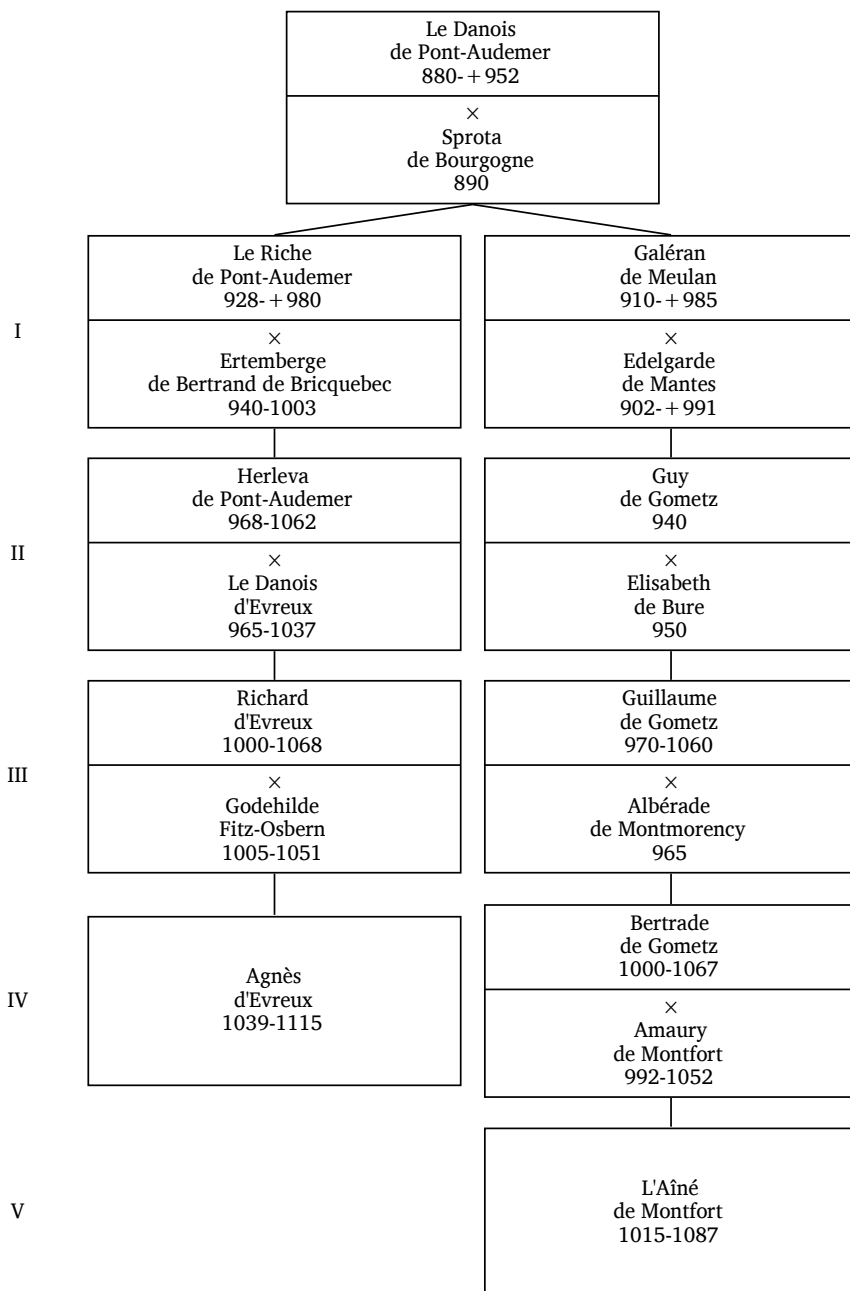 Le Danois
de Pont-Audemer
880-+952
×
Sprota
de Bourgogne
890
I
Le Riche
de Pont-Audemer
928-+980
×
Ertemberge
de Bertrand de Bricquebec
940-1003
Galéran
de Meulan
910-+985
×
Edelgarde
de Mantes
902-+991
II
Herleva
de Pont-Audemer
968-1062
×
Le Danois
d'Evreux
965-1037
Guy
de Gometz
940
×
Elisabeth
de Bure
950
III
Richard
d'Evreux
1000-1068
×
Godehilde
Fitz-Osbern
1005-1051
Guillaume
de Gometz
970-1060
×
Albérade
de Montmorency
965
IV
Agnès
d'Evreux
1039-1115
Bertrade
de Gometz
1000-1067
×
Amaury
de Montfort
992-1052
V
L'Aîné
de Montfort
1015-1087